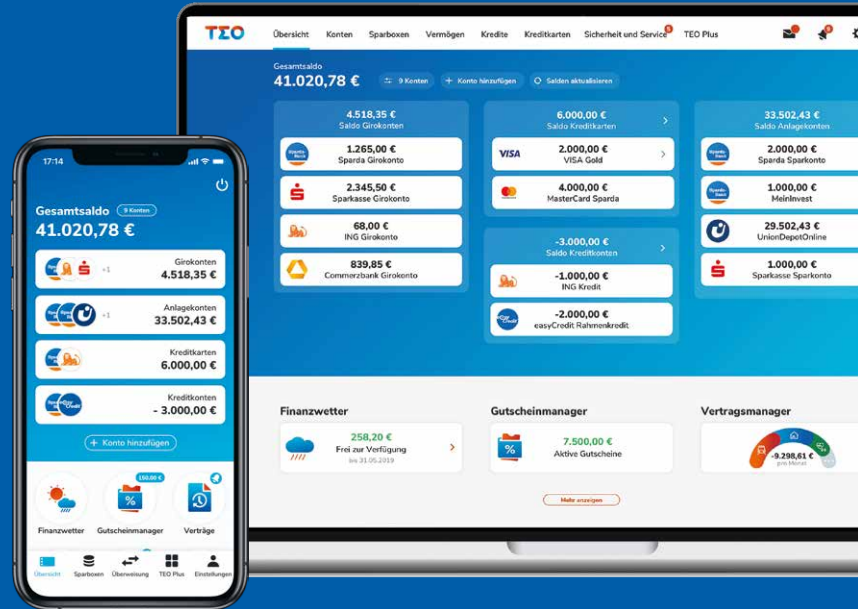 TEO
Übersicht Konten Sparboxen Vermögen Kredite Kreditkarten Sicherheit und Service TEO Plus
Gesamtsaldo
41.020,78 € 9 Konten + Konto hinzufügen Salden aktualisieren
4.518,35 €
Saldo Girokonten
1.265,00 €
Sparda Girokonto
2.345,50 €
Sparkasse Girokonto
68,00 €
ING Girokonto
839,85 €
Commerzbank Girokonto
6.000,00 €
Saldo Kreditkarten
VISA
2.000,00 €
VISA Gold
4.000,00 €
MasterCard Sparda
-3.000,00 €
Saldo Kreditkonten
-1.000,00 €
ING Kredit
-2.000,00 €
easyCredit Rahmenkredit
33.502,43 €
Saldo Anlagekonten
2.000,00 €
Sparda Sparkonto
1.000,00 €
MeinInvest
29.502,43 €
UnionDepotOnline
1.000,00 €
Sparkasse Sparkonto
Finanzwetter
258,20 €
Frei zur Verfügung
bis 31.05.2019
Gutscheinmanager
%
7.500,00 €
Aktive Gutscheine
Vertragsmanager
-9.298,61 €
pro Monat
Mehr anzeigen
17:14
Gesamtsaldo 9 Konten
41.020,78 €
+1
Girokonten
4.518,35 €
+1
Anlagekonten
33.502,43 €
Kreditkarten
6.000,00 €
Kreditkonten
- 3.000,00 €
+ Konto hinzufügen
150,00 €
%
Finanzwetter Gutscheinmanager Verträge
Übersicht Sparboxen Überweisung TEO Plus Einstellungen